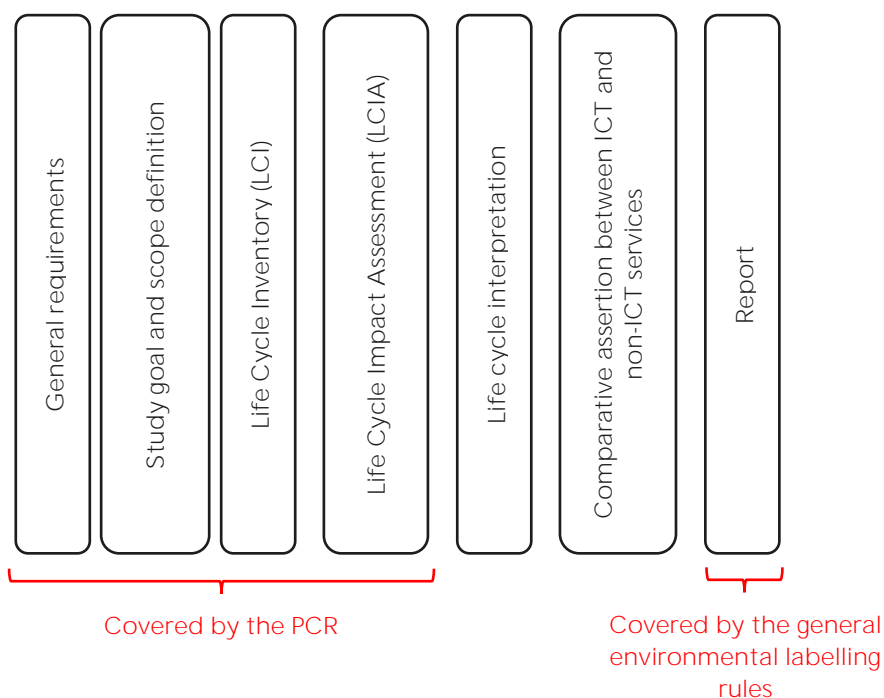 General requirements
Study goal and scope definition
Life Cycle Inventory (LCI)
Life Cycle Impact Assessment (LCIA)
Life cycle interpretation
Comparative assertion between ICT and
non-ICT services
Report
Covered by the PCR
Covered by the general
environmental labelling
rules